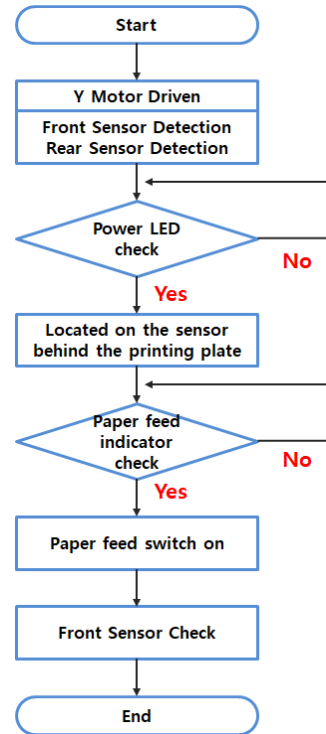 Start
Y Motor Driven
Front Sensor Detection
Rear Sensor Detection
Power LED
check
No
Yes
Located on the sensor
behind the printing plate
Paper feed
indicator
check
No
Yes
Paper feed switch on
Front Sensor Check
End